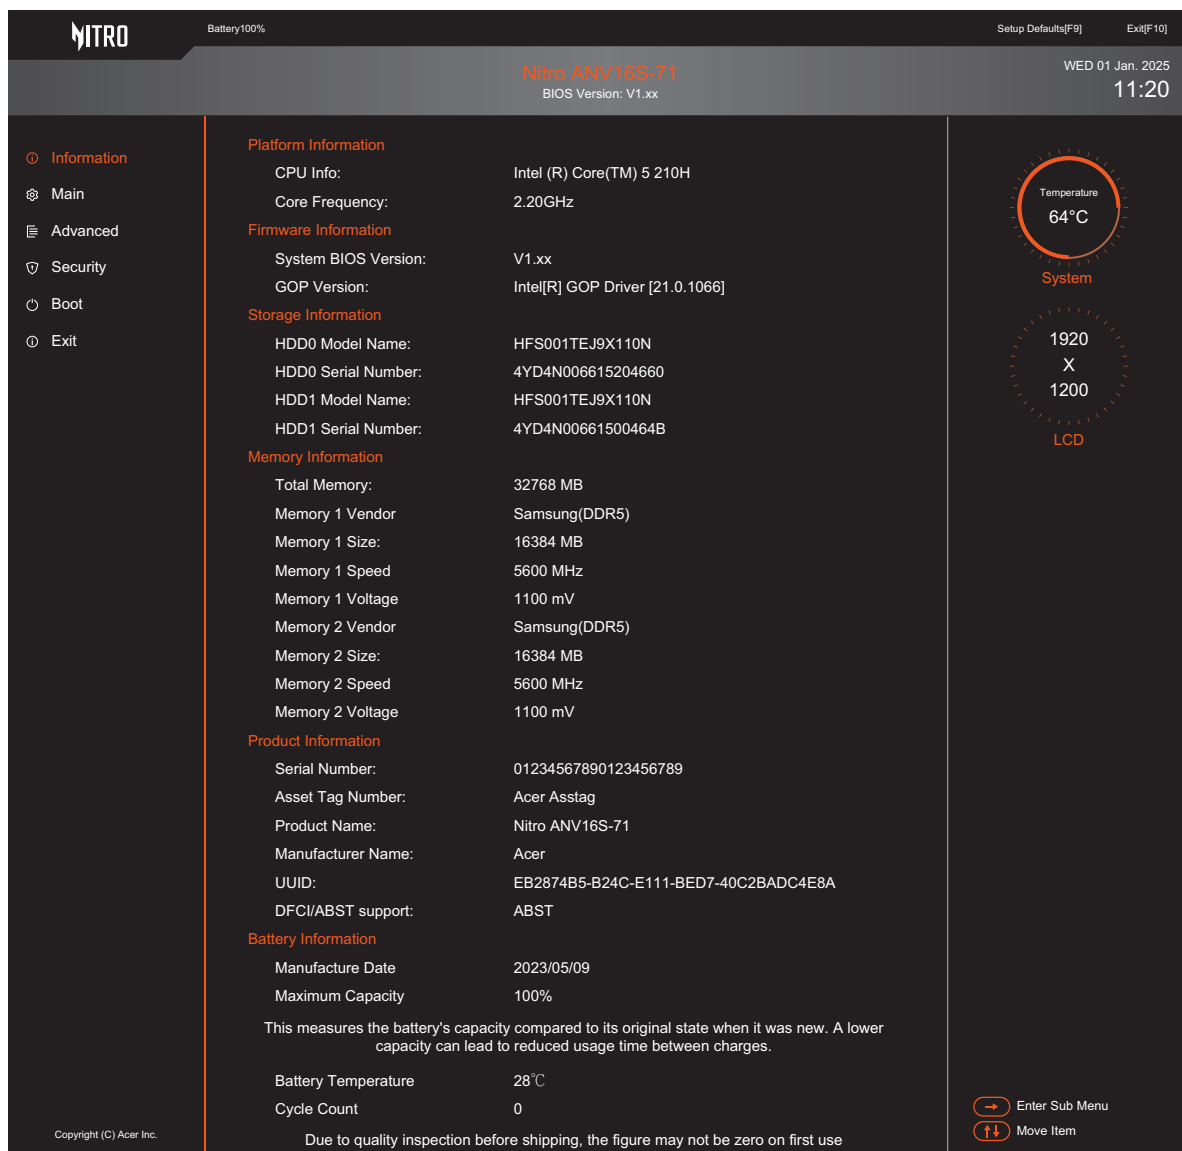 NITRO
Battery100%
Setup Defaults[F9]
Exit[F10]
Nitro ANV16S-71
BIOS Version: V1.xx
WED 01 Jan. 2025
11:20
Information
Main
Advanced
Security
Boot
Exit
Platform Information
CPU Info: Intel (R) Core(TM) 5 210H
Core Frequency: 2.20GHz
Firmware Information
System BIOS Version: V1.xx
GOP Version: Intel[R] GOP Driver [21.0.1066]
Storage Information
HDD0 Model Name: HFS001TEJ9X110N
HDD0 Serial Number: 4YD4N006615204660
HDD1 Model Name: HFS001TEJ9X110N
HDD1 Serial Number: 4YD4N00661500464B
Memory Information
Total Memory: 32768 MB
Memory 1 Vendor Samsung(DDR5)
Memory 1 Size: 16384 MB
Memory 1 Speed 5600 MHz
Memory 1 Voltage 1100 mV
Memory 2 Vendor Samsung(DDR5)
Memory 2 Size: 16384 MB
Memory 2 Speed 5600 MHz
Memory 2 Voltage 1100 mV
Product Information
Serial Number: 01234567890123456789
Asset Tag Number: Acer Asstag
Product Name: Nitro ANV16S-71
Manufacturer Name: Acer
UUID: EB2874B5-B24C-E111-BED7-40C2BADC4E8A
DFCI/ABST support: ABST
Battery Information
Manufacture Date 2023/05/09
Maximum Capacity 100%
This measures the battery's capacity compared to its original state when it was new. A lower
capacity can lead to reduced usage time between charges.
Battery Temperature 28℃
Cycle Count 0
Due to quality inspection before shipping, the figure may not be zero on first use
Temperature
64°C
System
1920
X
1200
LCD
Enter Sub Menu
Move Item
Copyright (C) Acer Inc.